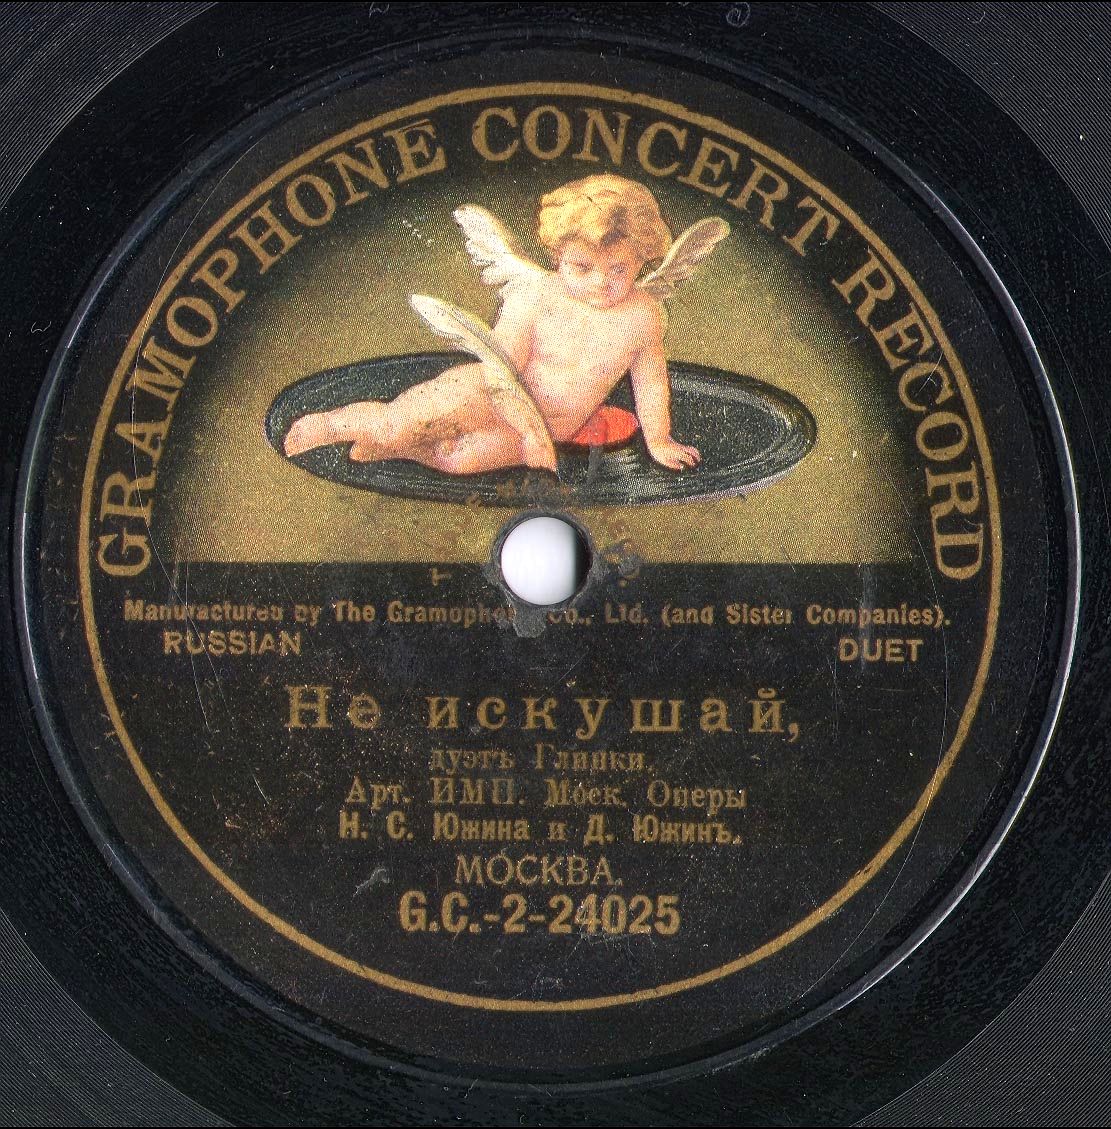 GRAMOPHONE CONCERT RECORD
Manufactured by The Gramophone Co., Ltd. (and Sister Companies).
RUSSIAN DUET
Не искушай,
дуэтъ Глинки.
Арт. ИМП. Моск. Оперы
Н. С. Южина и Д. Южинъ.
МОСКВА.
G.C.-2-24025